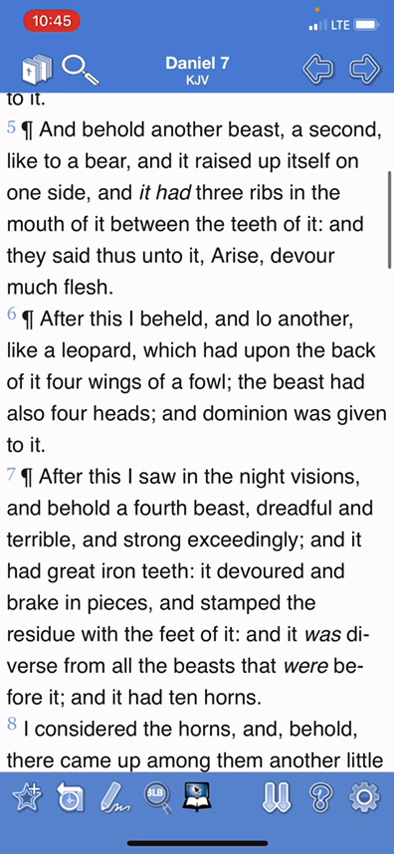 10:45
LTE
Daniel 7
KJV
to it.
5 ¶ And behold another beast, a second,
like to a bear, and it raised up itself on
one side, and it had three ribs in the
mouth of it between the teeth of it: and
they said thus unto it, Arise, devour
much flesh.
6 ¶ After this I beheld, and lo another,
like a leopard, which had upon the back
of it four wings of a fowl; the beast had
also four heads; and dominion was given
to it.
7 ¶ After this I saw in the night visions,
and behold a fourth beast, dreadful and
terrible, and strong exceedingly; and it
had great iron teeth: it devoured and
brake in pieces, and stamped the
residue with the feet of it: and it was di-
verse from all the beasts that were be-
fore it; and it had ten horns.
8 I considered the horns, and, behold,
there came up among them another little
BLB